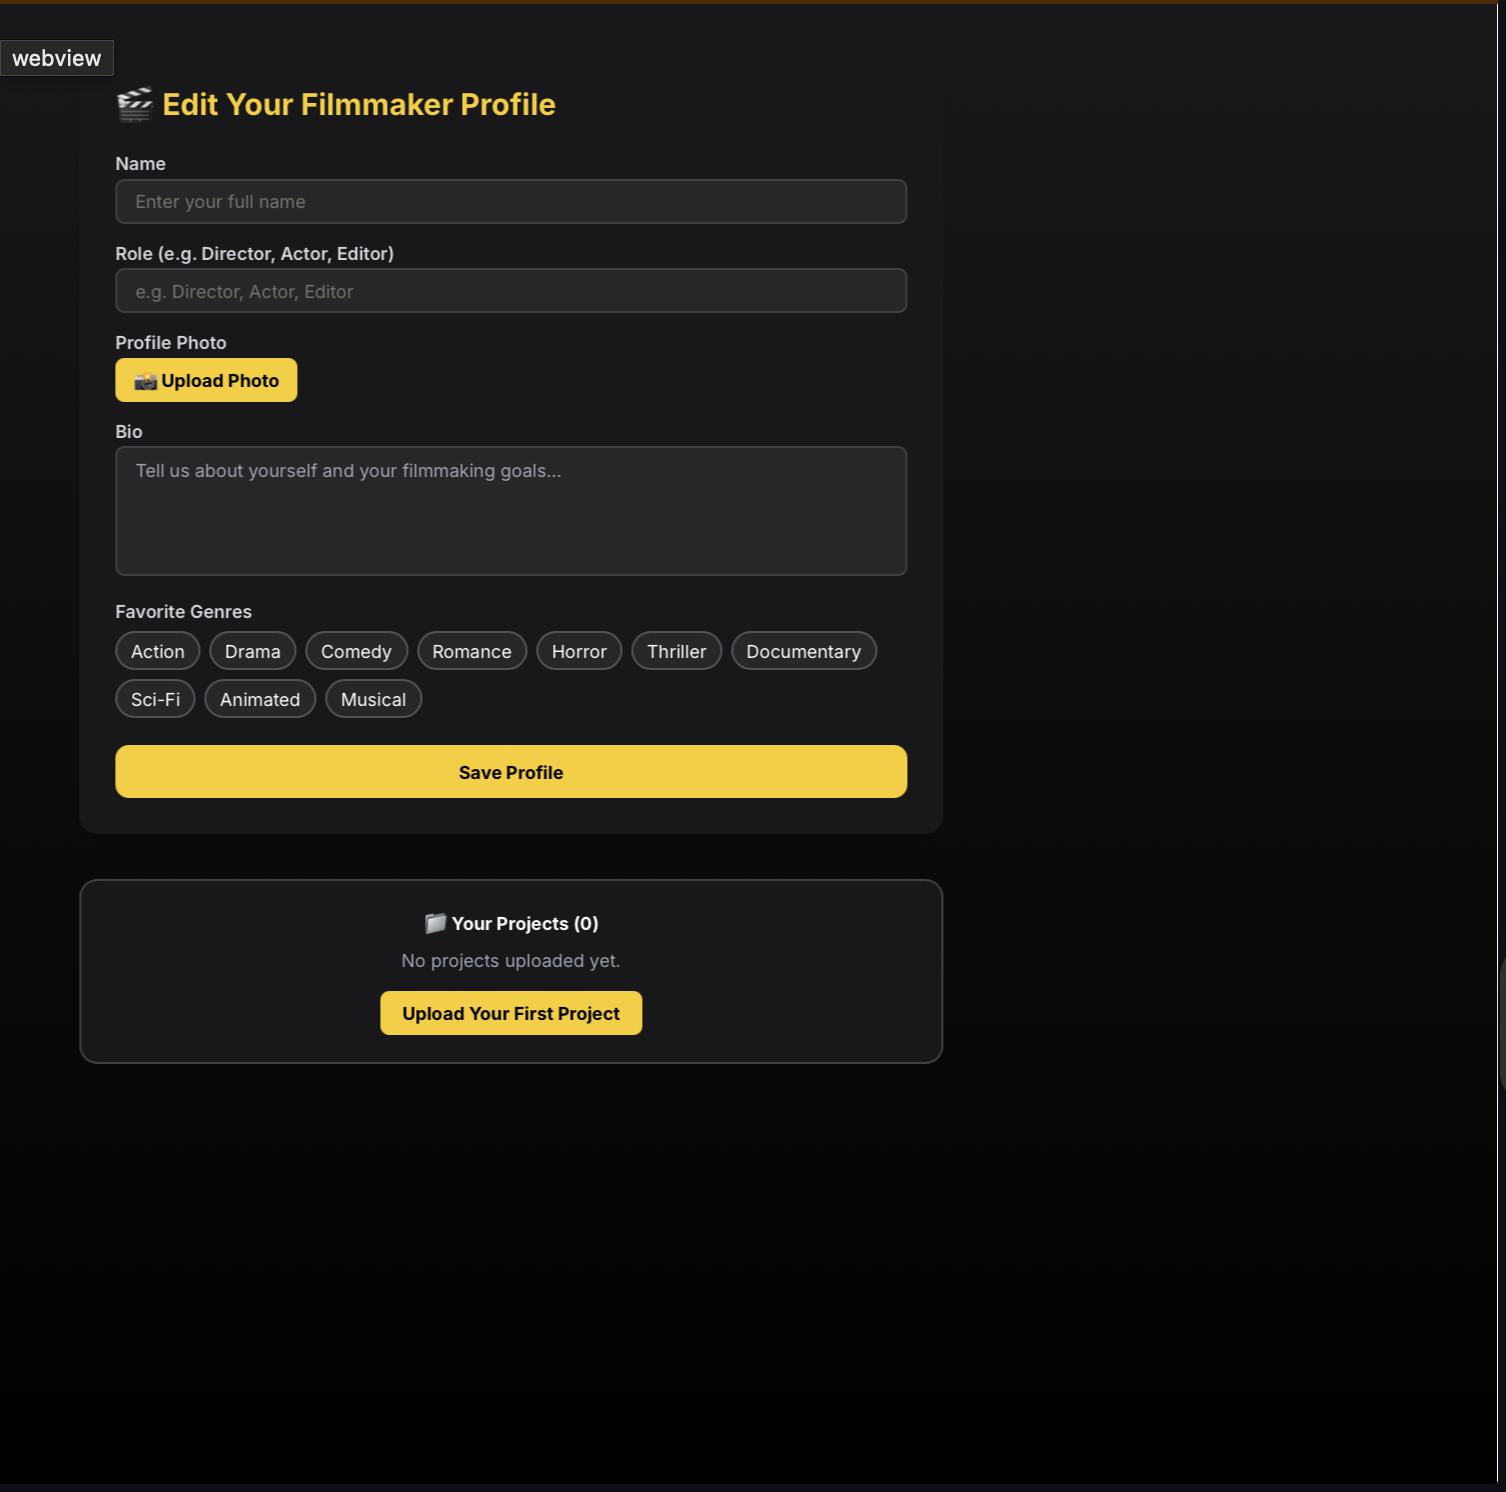 webview
Edit Your Filmmaker Profile
Name
Enter your full name
Role (e.g. Director, Actor, Editor)
e.g. Director, Actor, Editor
Profile Photo
Upload Photo
Bio
Tell us about yourself and your filmmaking goals...
Favorite Genres
Action Drama Comedy Romance Horror Thriller Documentary
Sci-Fi Animated Musical
Save Profile
Your Projects (0)
No projects uploaded yet.
Upload Your First Project